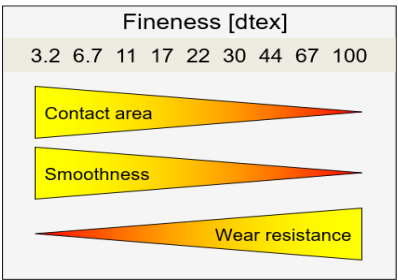 Fineness [dtex]
3.2 6.7 11 17 22 30 44 67 100
Contact area
Smoothness
Wear resistance